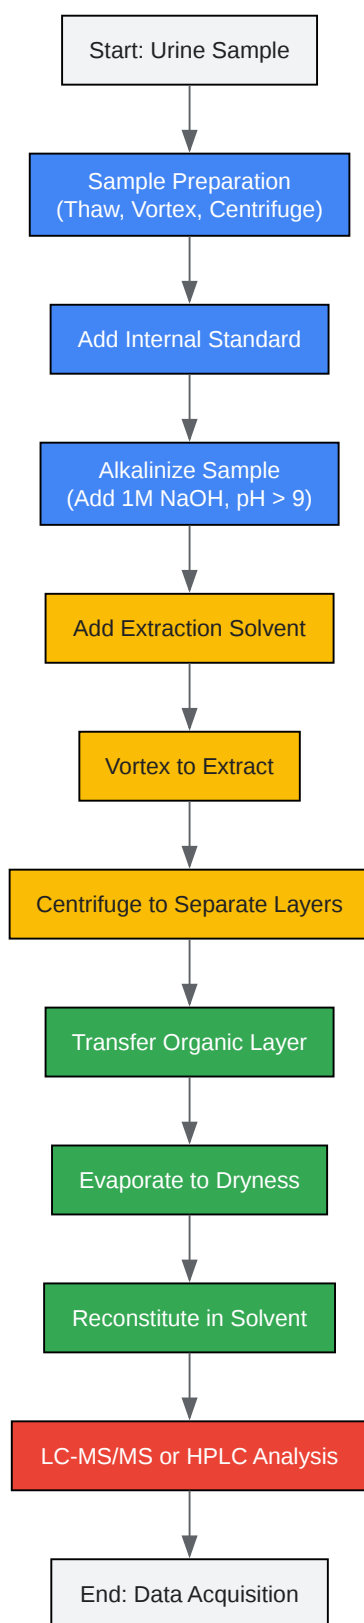 Start: Urine Sample
Sample Preparation
(Thaw, Vortex, Centrifuge)
Add Internal Standard
Alkalinize Sample
(Add 1M NaOH, pH > 9)
Add Extraction Solvent
Vortex to Extract
Centrifuge to Separate Layers
Transfer Organic Layer
Evaporate to Dryness
Reconstitute in Solvent
LC-MS/MS or HPLC Analysis
End: Data Acquisition